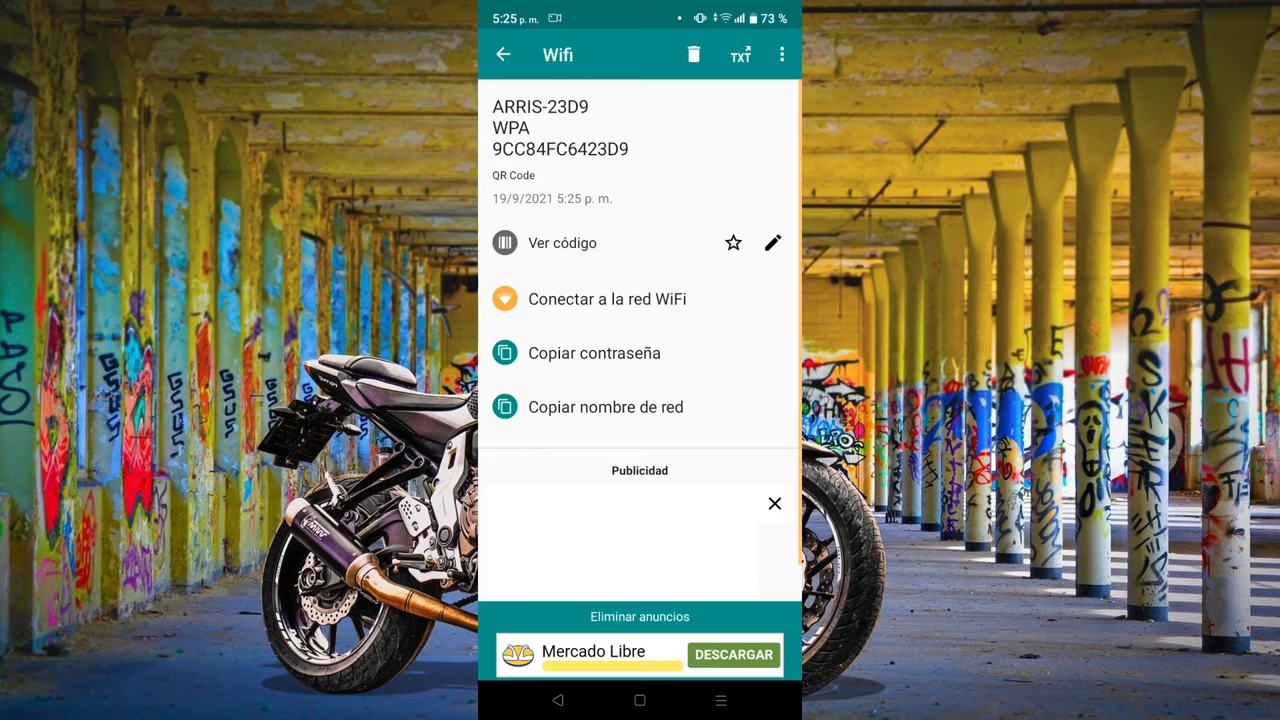 5:25 p. m.
73 %
Wifi
TXT
ARRIS-23D9
WPA
9CC84FC6423D9
QR Code
19/9/2021 5:25 p. m.
Ver código
Conectar a la red WiFi
Copiar contraseña
Copiar nombre de red
Publicidad
Eliminar anuncios
Mercado Libre
DESCARGAR